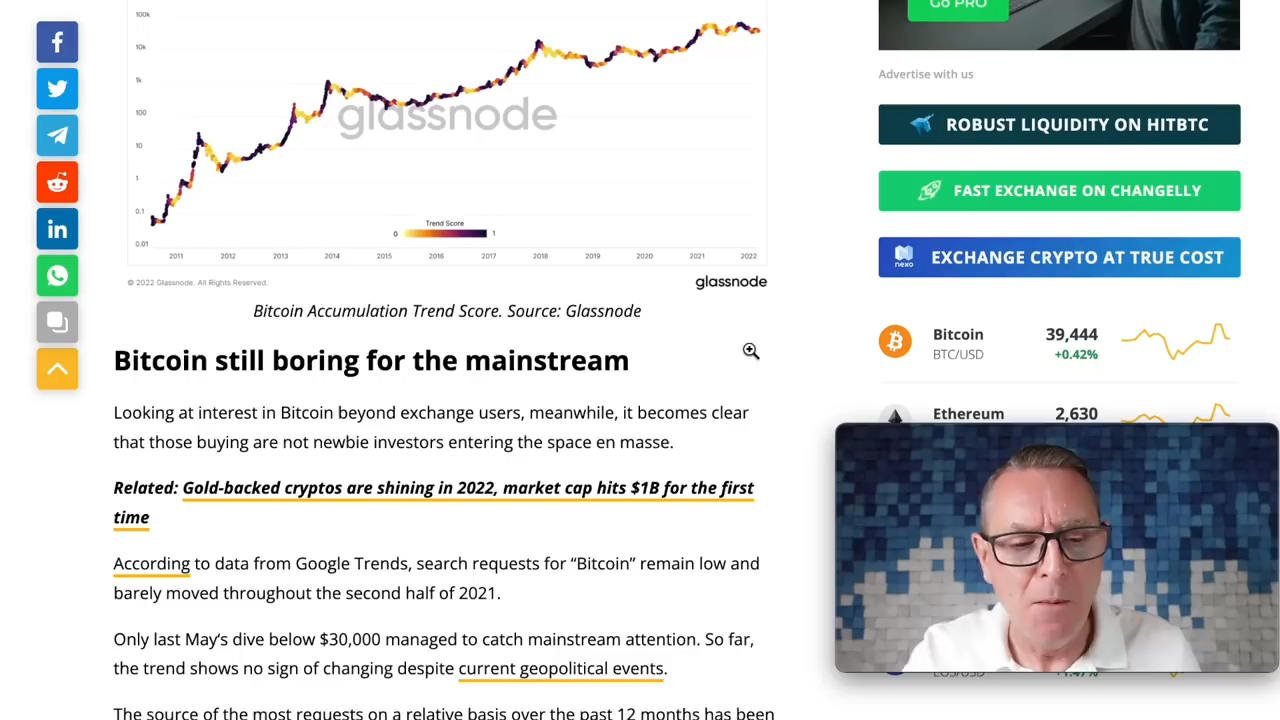 100k
10k
1k
100
10
1
0.1
0.01
glassnode
Trend Score
0
1
2011
2012
2013
2014
2015
2016
2017
2018
2019
2020
2021
2022
© 2022 Glassnode. All Rights Reserved.
glassnode
Bitcoin Accumulation Trend Score. Source: Glassnode
Bitcoin still boring for the mainstream
Looking at interest in Bitcoin beyond exchange users, meanwhile, it becomes clear
that those buying are not newbie investors entering the space en masse.
Related: Gold-backed cryptos are shining in 2022, market cap hits $1B for the first
time
According to data from Google Trends, search requests for “Bitcoin” remain low and
barely moved throughout the second half of 2021.
Only last May‘s dive below $30,000 managed to catch mainstream attention. So far,
the trend shows no sign of changing despite current geopolitical events.
The source of the most requests on a relative basis over the past 12 months has been
Go PRO
Advertise with us
ROBUST LIQUIDITY ON HITBTC
FAST EXCHANGE ON CHANGELLY
nexo
EXCHANGE CRYPTO AT TRUE COST
Bitcoin 39,444
BTC/USD +0.42%
Ethereum 2,630
EOS/USD +1.47%